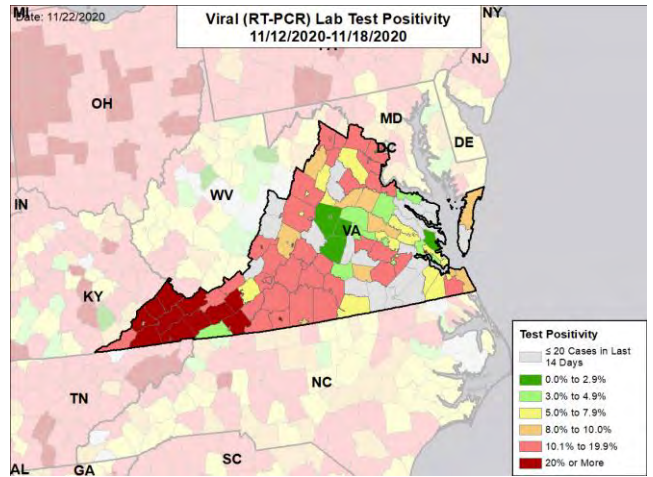 Date: 11/22/2020
Viral (RT-PCR) Lab Test Positivity
11/12/2020-11/18/2020
MI
NY
PA
NJ
OH
MD
DE
DC
IN
WV
VA
KY
TN
NC
AL
GA
SC
Test Positivity
≤ 20 Cases in Last
14 Days
0.0% to 2.9%
3.0% to 4.9%
5.0% to 7.9%
8.0% to 10.0%
10.1% to 19.9%
20% or More